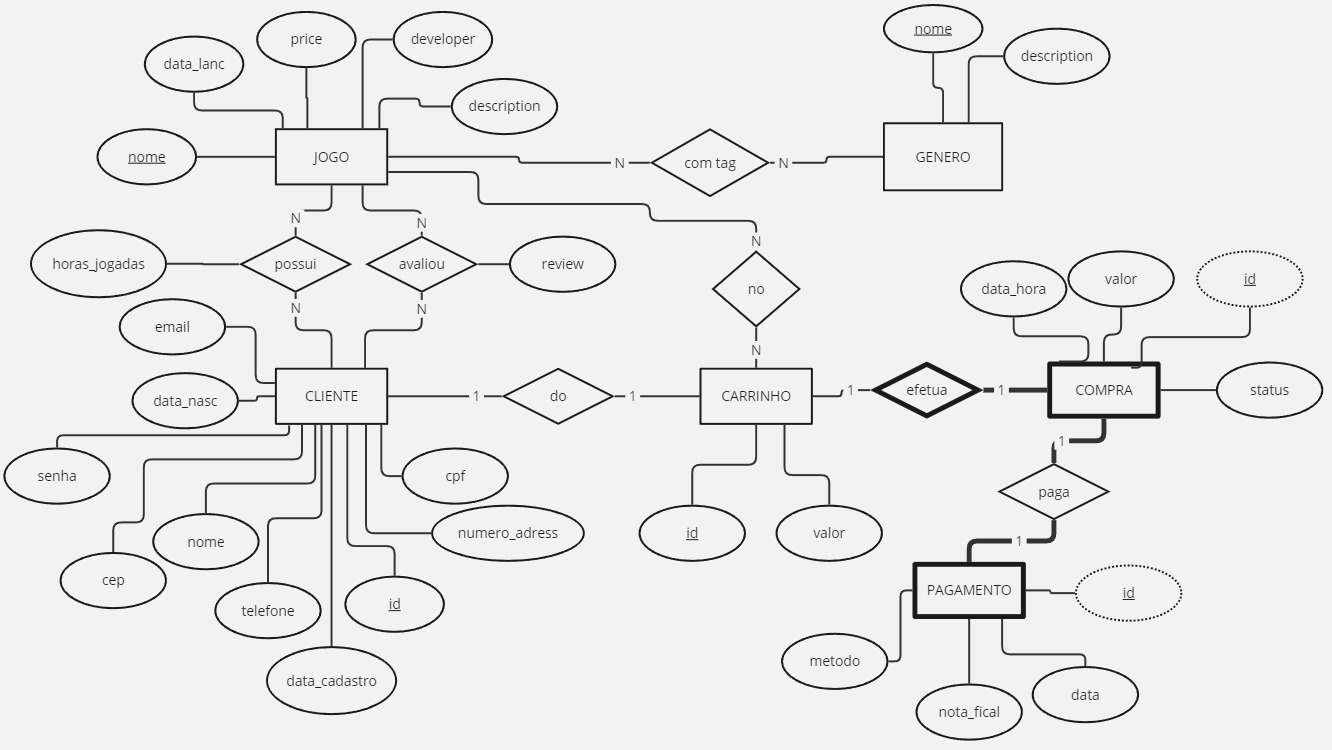 nome
price
developer
data_lanc
description
description
nome
JOGO
GENERO
N
com tag
N
N
N
N
horas_jogadas
possui
avaliou
review
data_hora
valor
id
no
N
N
email
N
CLIENTE
1
do
1
CARRINHO
1
efetua
1
COMPRA
status
data_nasc
1
senha
cpf
paga
nome
numero_adress
id
valor
1
cep
telefone
id
PAGAMENTO
id
metodo
data_cadastro
data
nota_fical